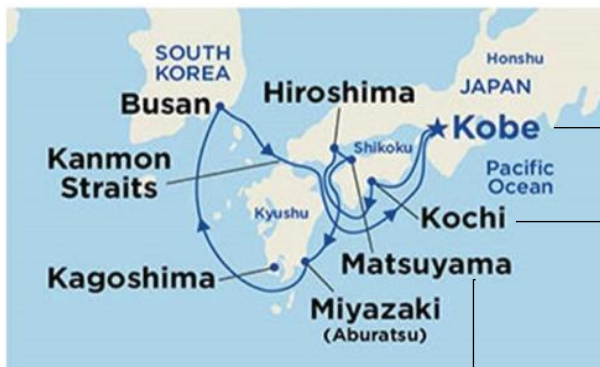 SOUTH
KOREA
Honshu
JAPAN
Busan
Hiroshima
Kobe
Shikoku
Kanmon
Straits
Pacific
Ocean
Kyushu
Kochi
Matsuyama
Kagoshima
Miyazaki
(Aburatsu)